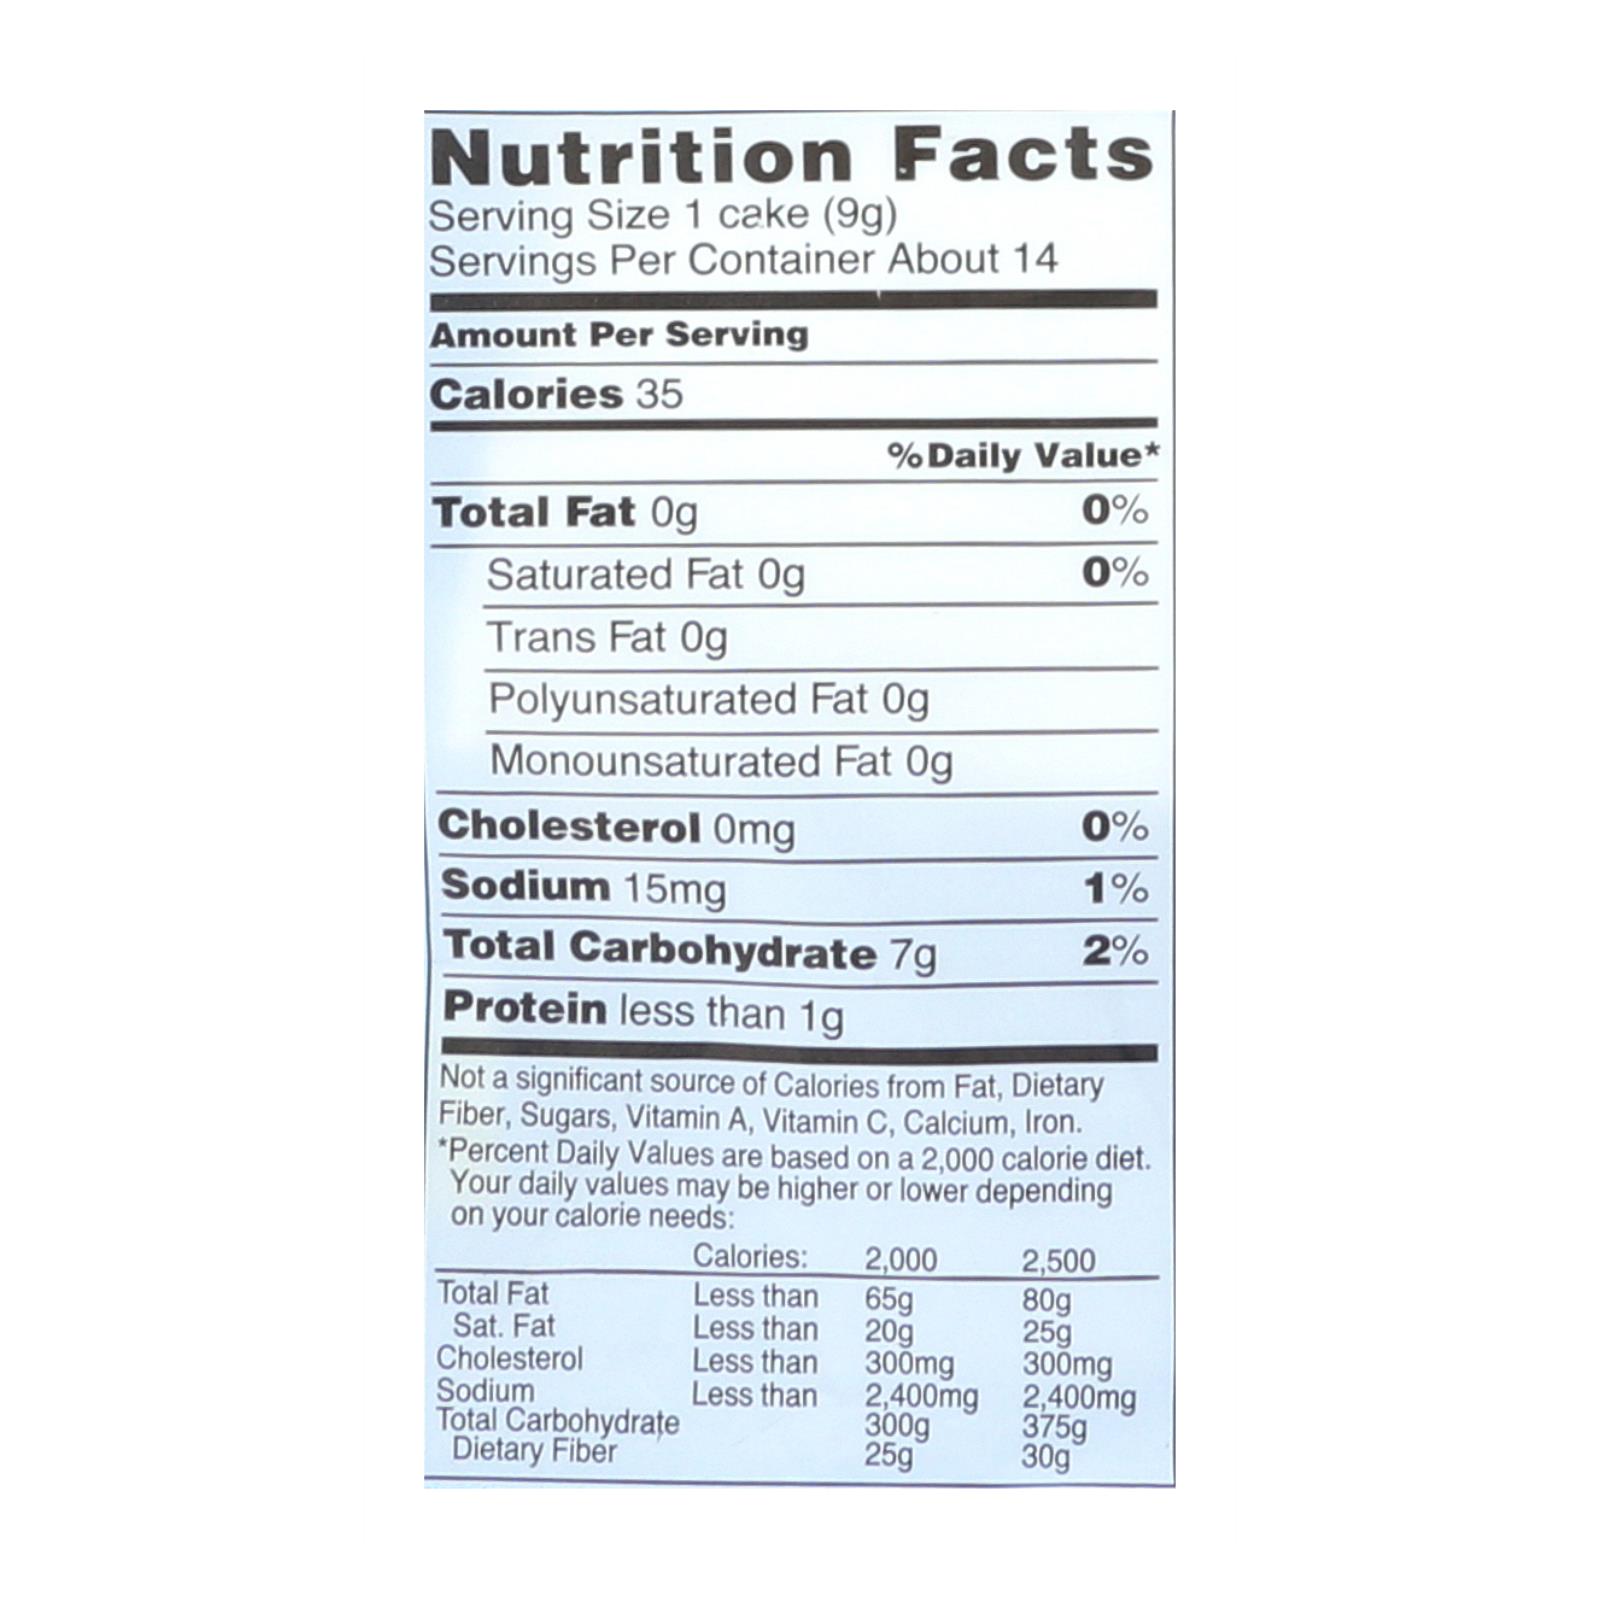 Nutrition Facts
Serving Size 1 cake (9g)
Servings Per Container About 14
Amount Per Serving
Calories 35
%Daily Value*
Total Fat 0g 0%
Saturated Fat 0g 0%
Trans Fat 0g
Polyunsaturated Fat 0g
Monounsaturated Fat 0g
Cholesterol 0mg 0%
Sodium 15mg 1%
Total Carbohydrate 7g 2%
Protein less than 1g
Not a significant source of Calories from Fat, Dietary
Fiber, Sugars, Vitamin A, Vitamin C, Calcium, Iron.
*Percent Daily Values are based on a 2,000 calorie diet.
Your daily values may be higher or lower depending
on your calorie needs:
Calories: 2,000 2,500
Total Fat Less than 65g 80g
Sat. Fat Less than 20g 25g
Cholesterol Less than 300mg 300mg
Sodium Less than 2,400mg 2,400mg
Total Carbohydrate 300g 375g
Dietary Fiber 25g 30g